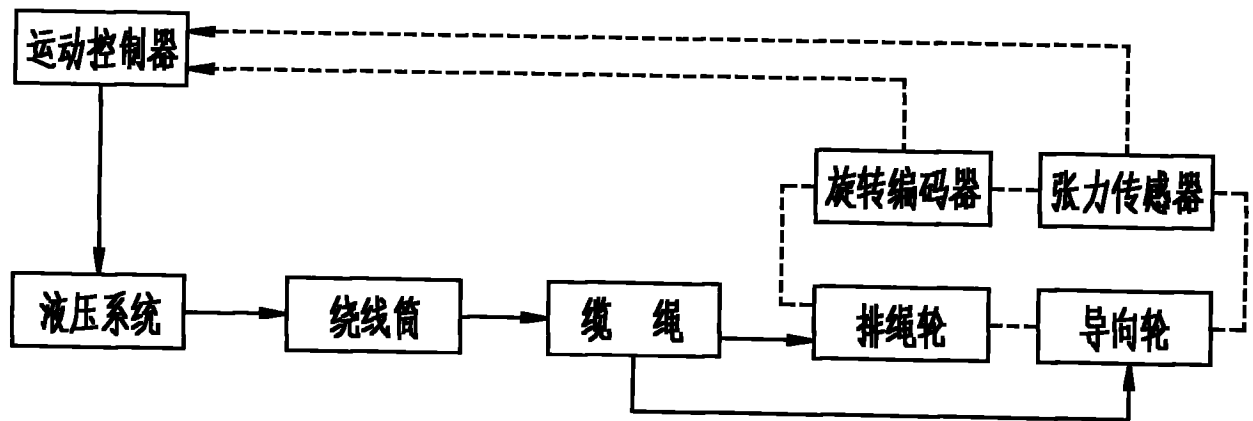 运动控制器
旋转编码器
张力传感器
液压系统
绕线筒
缆 绳
排绳轮
导向轮